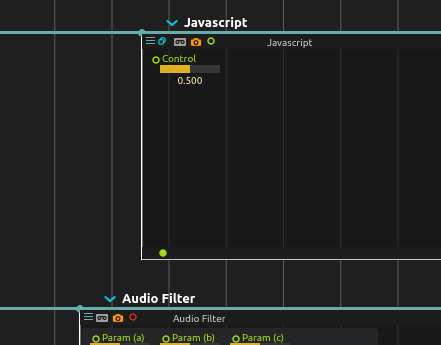 Javascript
Javascript
Control
0.500
Audio Filter
Audio Filter
Param (a) Param (b) Param (c)